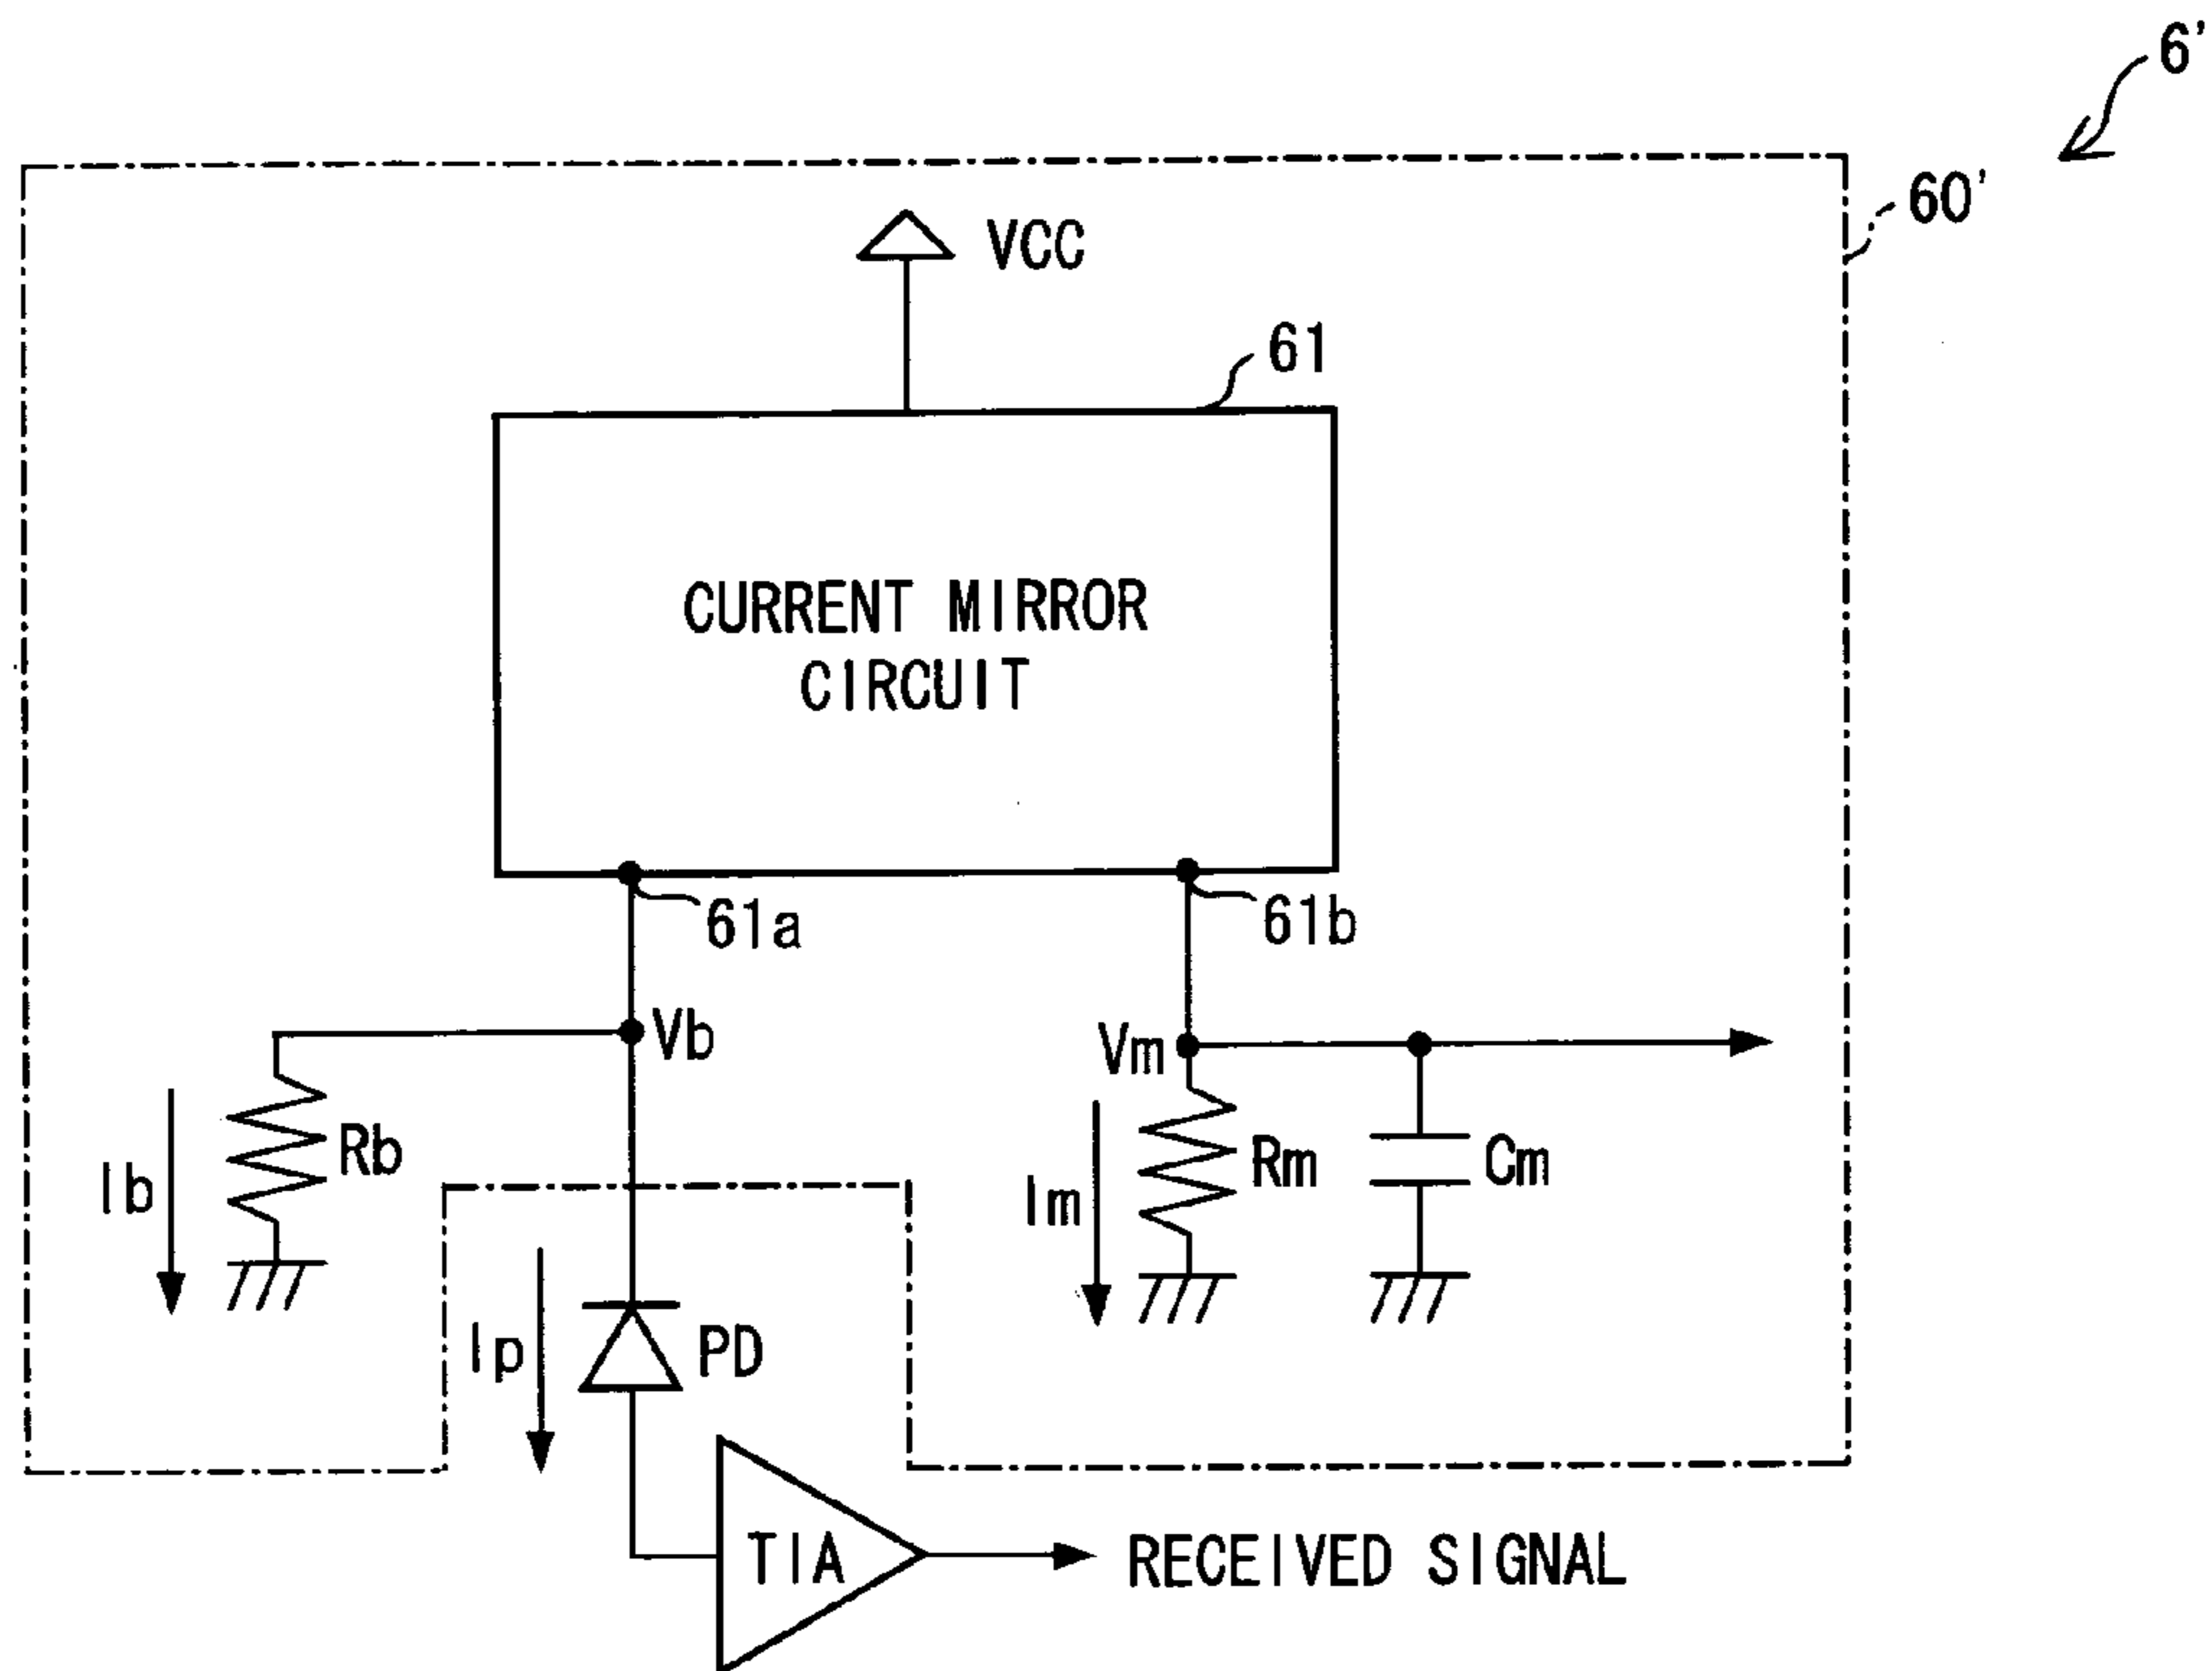 6'
60'
VCC
61
CURRENT MIRROR
CIRCUIT
61a
61b
Vb
Vm
Ib
Rb
Im
Rm
Cm
Ip
PD
TIA
RECEIVED SIGNAL